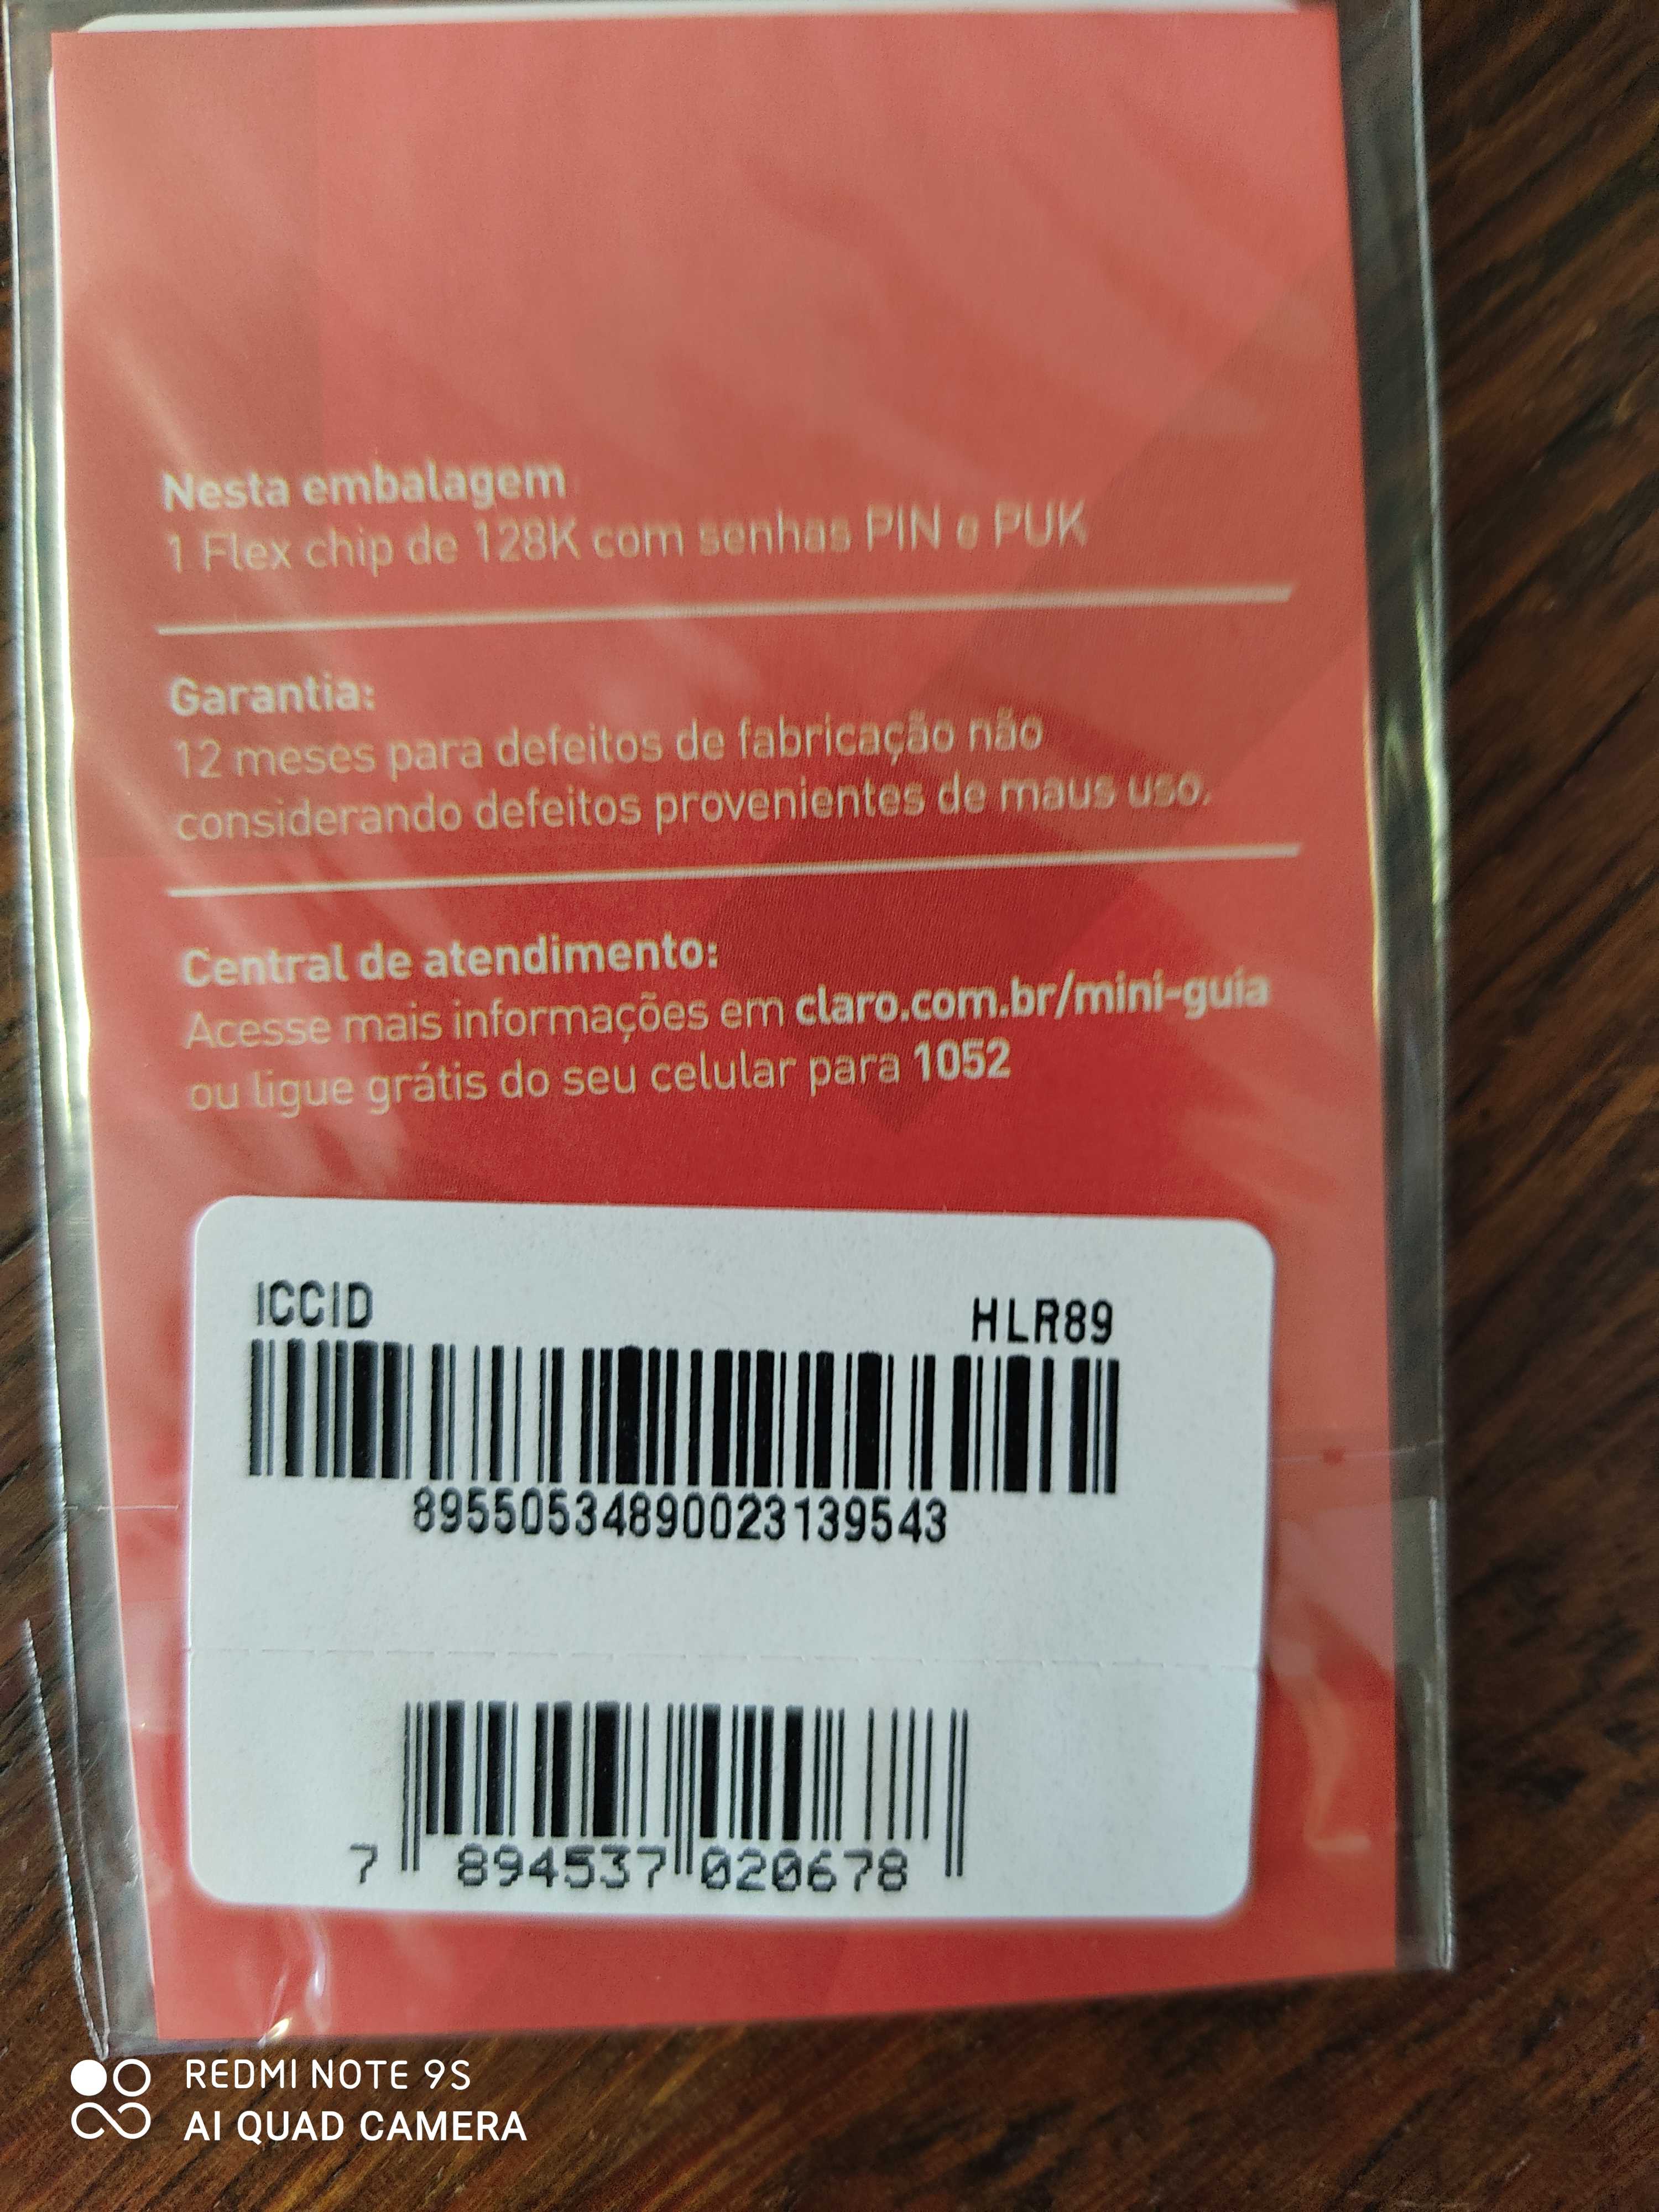 Nesta embalagem
1 Flex chip de 128K com senhas PIN e PUK
Garantia:
12 meses para defeitos de fabricação não
considerando defeitos provenientes de maus uso.
Central de atendimento:
Acesse mais informações em claro.com.br/mini-guia
ou ligue grátis do seu celular para 1052
ICCID HLR89
89550534890023139543
7 894537 020678
REDMI NOTE 9S
AI QUAD CAMERA